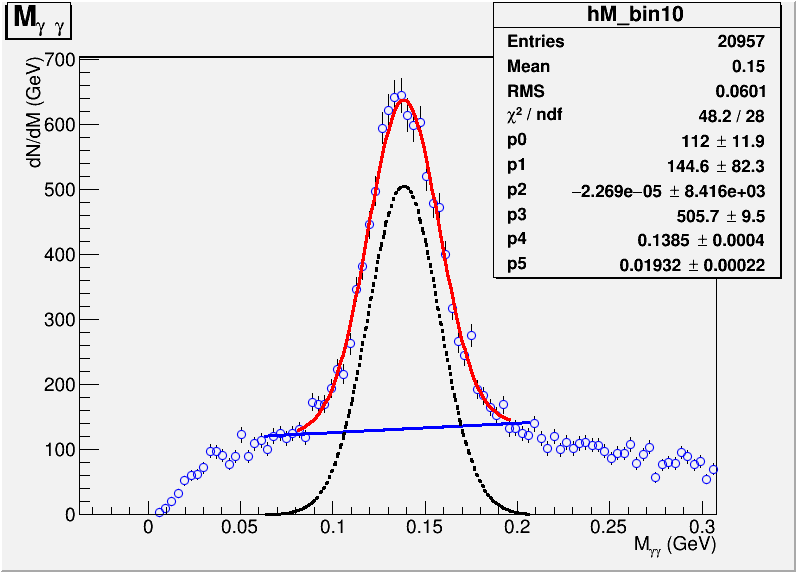 Mγ γ
hM_bin10
Entries 20957
Mean 0.15
RMS 0.0601
χ² / ndf 48.2 / 28
p0 112 ± 11.9
p1 144.6 ± 82.3
p2 −2.269e−05 ± 8.416e+03
p3 505.7 ± 9.5
p4 0.1385 ± 0.0004
p5 0.01932 ± 0.00022
dN/dM (GeV)
700
600
500
400
300
200
100
0
0 0.05 0.1 0.15 0.2 0.25 0.3
Mγγ (GeV)